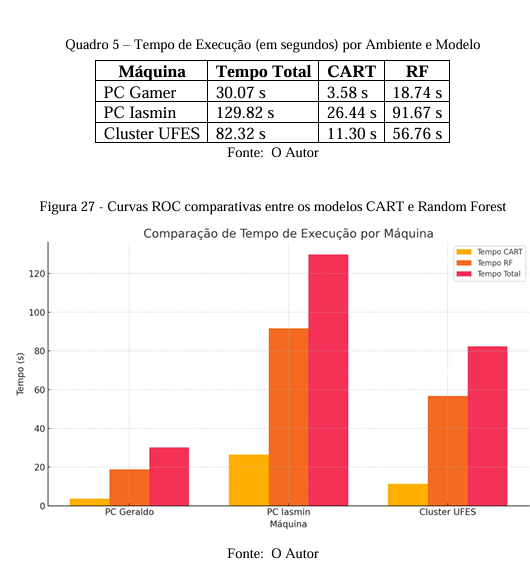 Quadro 5 – Tempo de Execução (em segundos) por Ambiente e Modelo
Máquina Tempo Total CART RF
PC Gamer 30.07 s 3.58 s 18.74 s
PC Iasmin 129.82 s 26.44 s 91.67 s
Cluster UFES 82.32 s 11.30 s 56.76 s
Fonte: O Autor
Figura 27 - Curvas ROC comparativas entre os modelos CART e Random Forest
Comparação de Tempo de Execução por Máquina
Tempo CART
Tempo RF
Tempo Total
Tempo (s)
120
100
80
60
40
20
0
PC Geraldo PC Iasmin Cluster UFES
Máquina
Fonte: O Autor